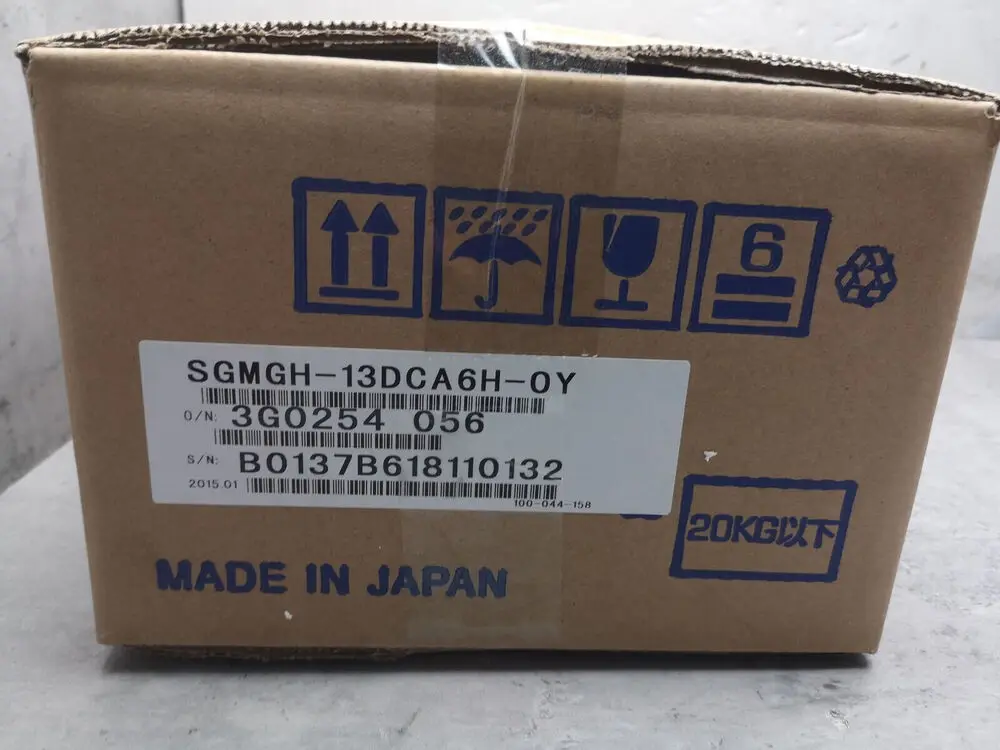 6
SGMGH-13DCA6H-0Y
O/N: 3G0254 056
S/N: B0137B618110132
2015.01
100-044-158
20KG以下
MADE IN JAPAN